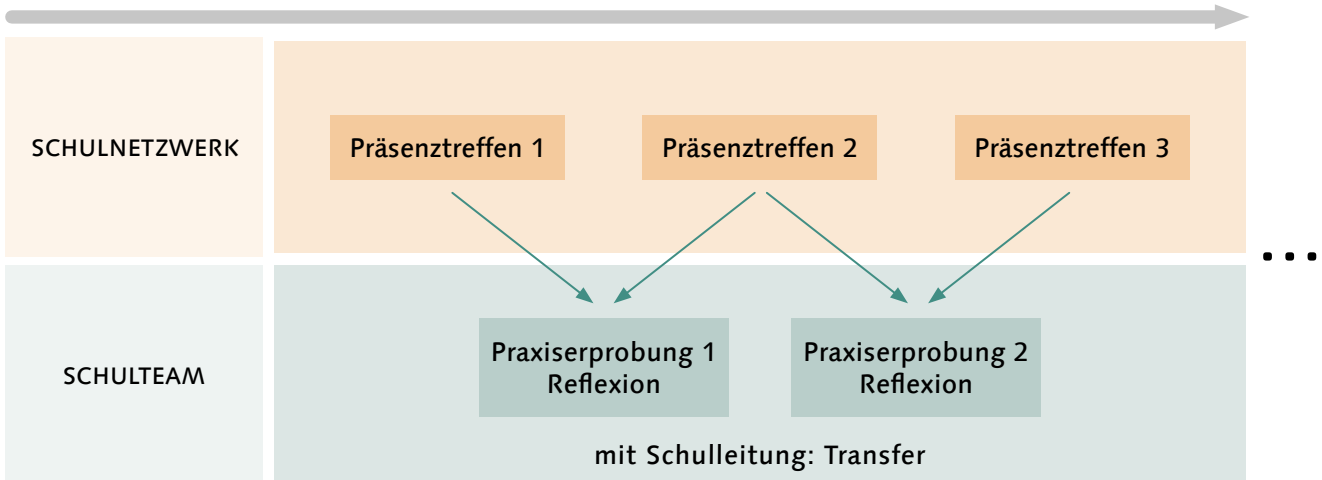 SCHULNETZWERK
Präsenztreffen 1
Präsenztreffen 2
Präsenztreffen 3
...
SCHULTEAM
Praxiserprobung 1
Reflexion
Praxiserprobung 2
Reflexion
mit Schulleitung: Transfer